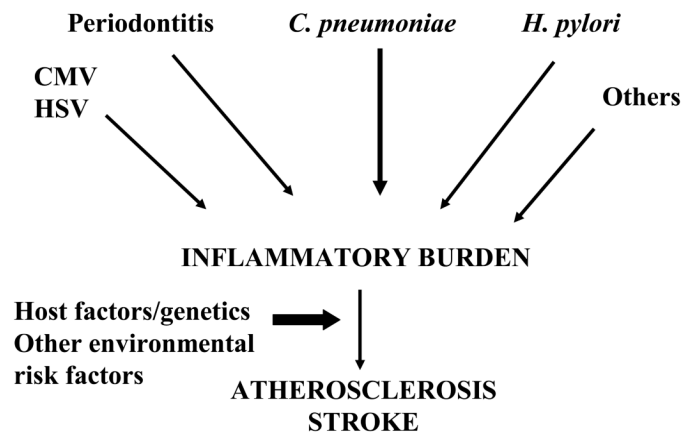 Periodontitis
C. pneumoniae
H. pylori
CMV
HSV
Others
INFLAMMATORY BURDEN
Host factors/genetics
Other environmental
risk factors
ATHEROSCLEROSIS
STROKE